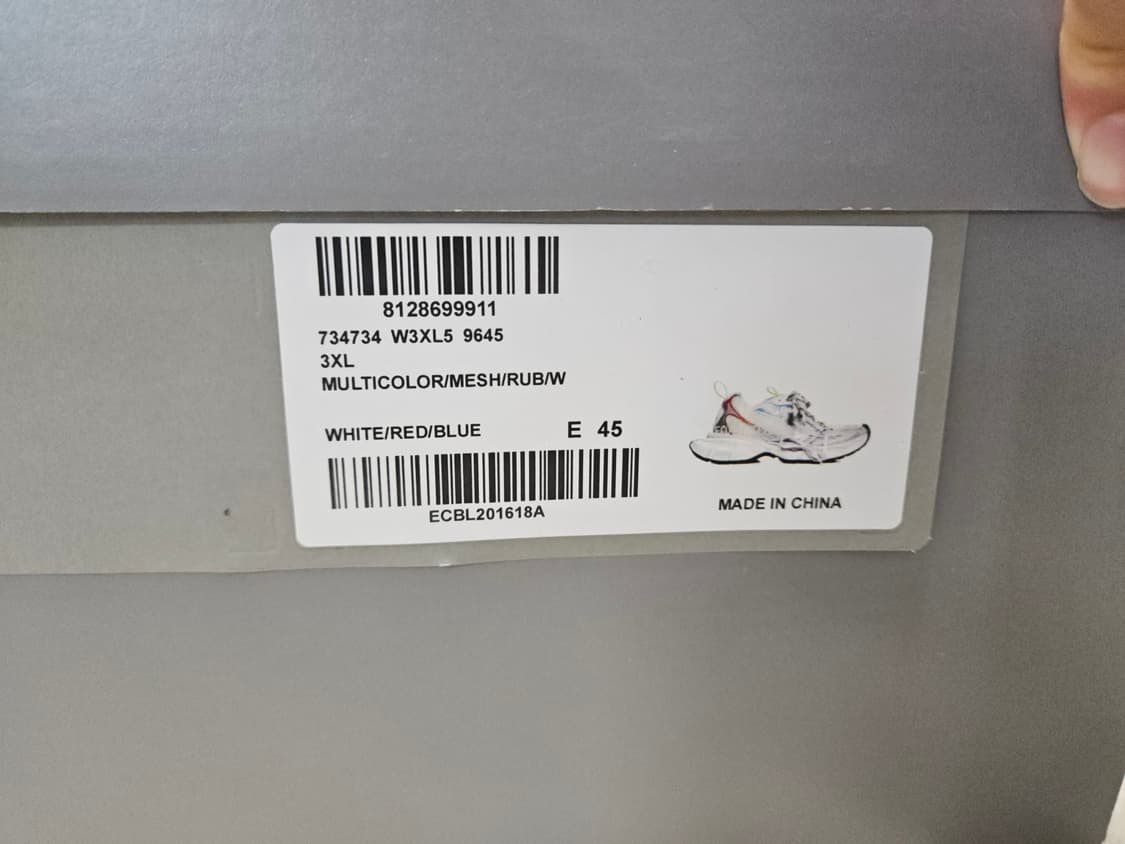 8128699911
734734 W3XL5 9645
3XL
MULTICOLOR/MESH/RUB/W
WHITE/RED/BLUE E 45
ECBL201618A
MADE IN CHINA